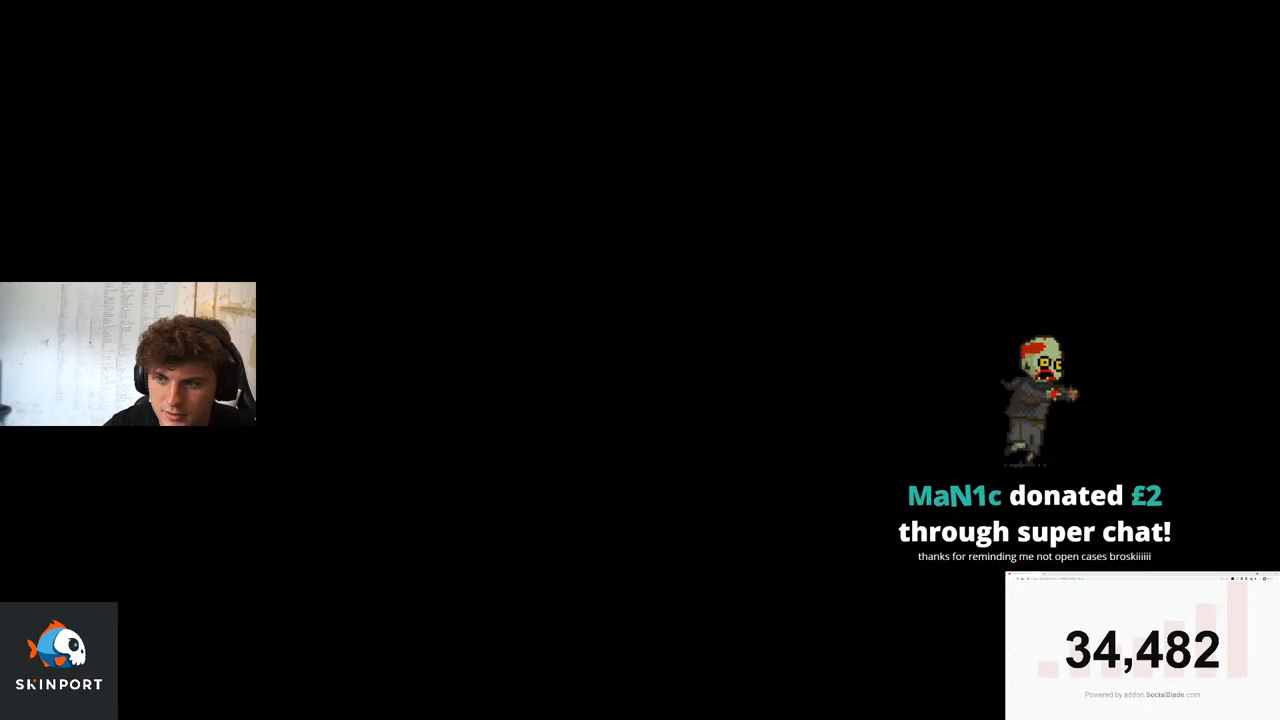 MaN1c donated £2
through super chat!
thanks for reminding me not open cases broskiiiiii
34,482
Powered by addon.SocialBlade.com
SKINPORT